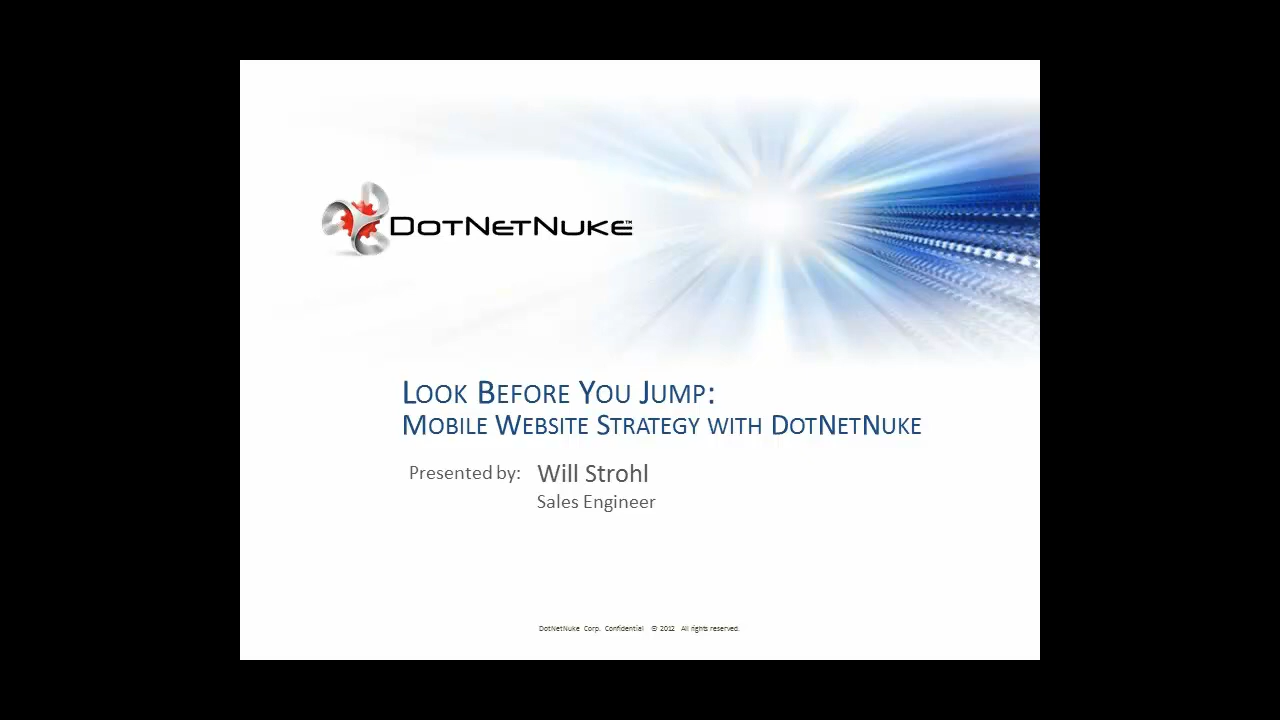 DotNetNuke™
Look Before You Jump:
Mobile Website Strategy with DotNetNuke
Presented by: Will Strohl
Sales Engineer
DotNetNuke Corp. Confidential © 2012 All rights reserved.